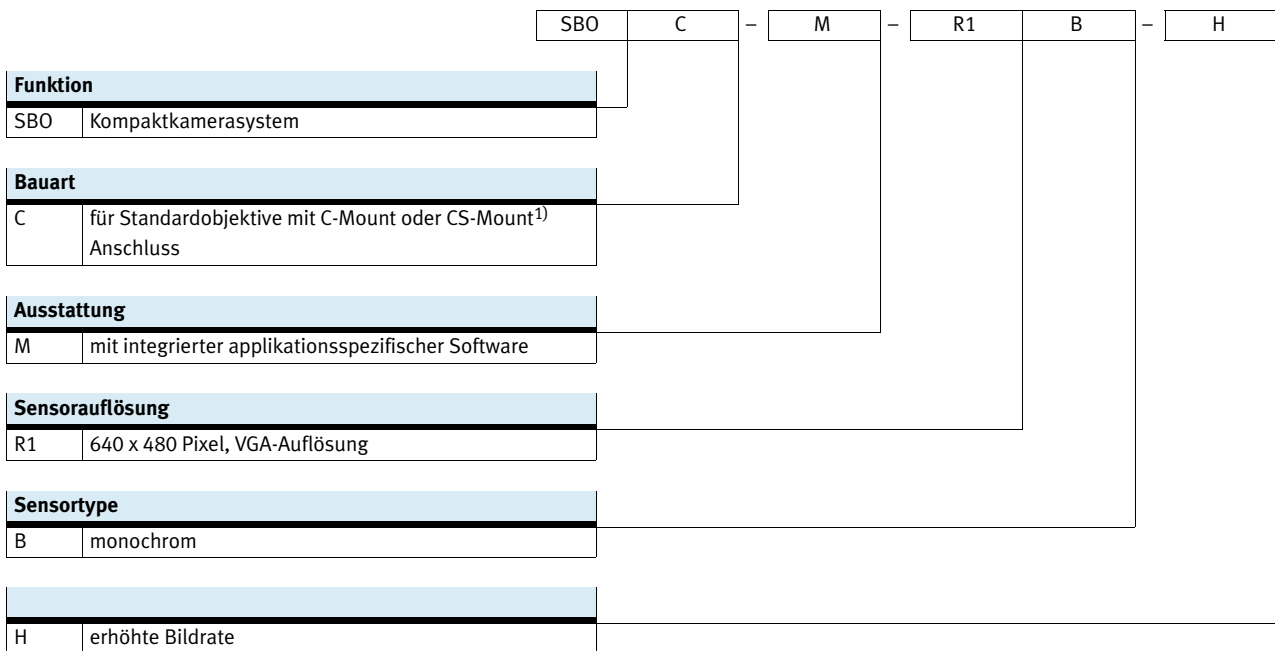 SBO C – M – R1 B – H
Funktion
SBO Kompaktkamerasystem
Bauart
C für Standardobjektive mit C-Mount oder CS-Mount1)
Anschluss
Ausstattung
M mit integrierter applikationsspezifischer Software
Sensorauflösung
R1 640 x 480 Pixel, VGA-Auflösung
Sensortype
B monochrom
H erhöhte Bildrate